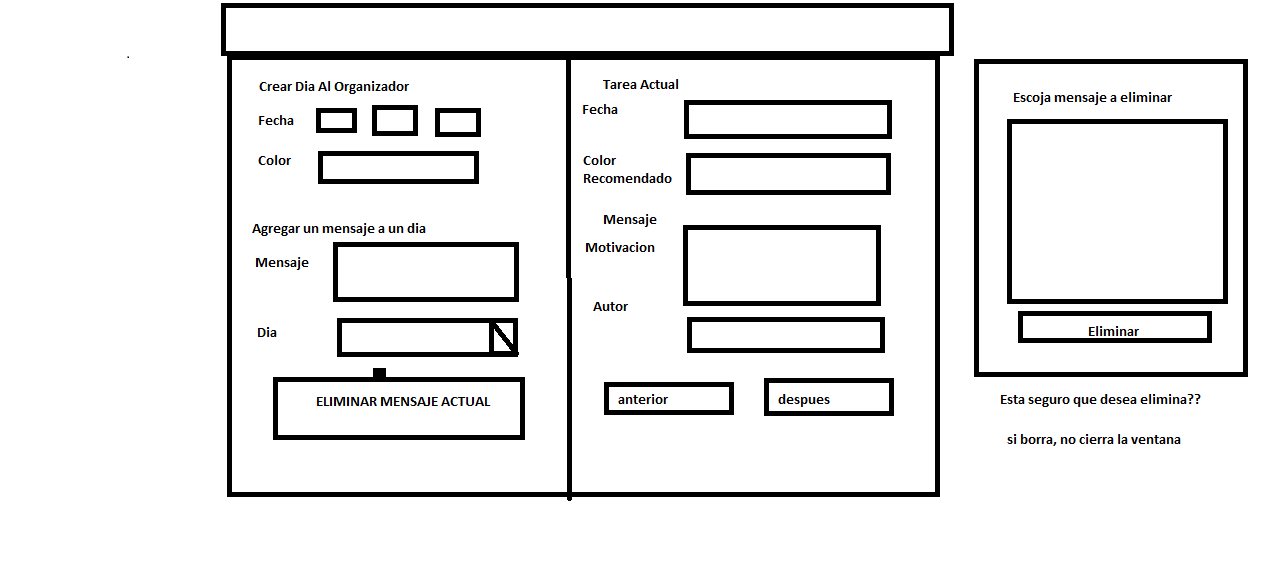 Crear Dia Al Organizador
Fecha
Color
Agregar un mensaje a un dia
Mensaje
Dia
ELIMINAR MENSAJE ACTUAL
Tarea Actual
Fecha
Color
Recomendado
Mensaje
Motivacion
Autor
anterior
despues
Escoja mensaje a eliminar
Eliminar
Esta seguro que desea elimina??
si borra, no cierra la ventana